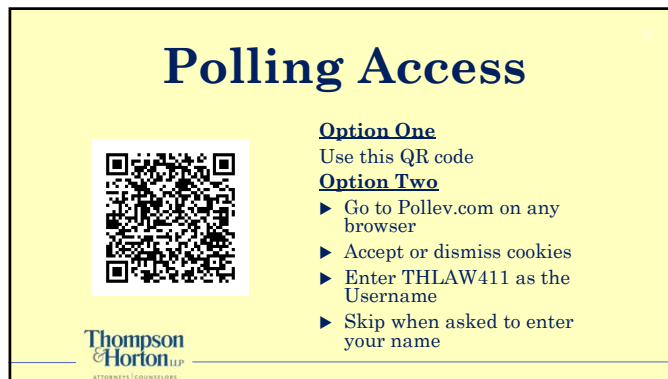 Polling Access
Option One
Use this QR code
Option Two
▶ Go to Pollev.com on any
browser
▶ Accept or dismiss cookies
▶ Enter THLAW411 as the
Username
▶ Skip when asked to enter
your name
Thompson
&Horton LLP
ATTORNEYS | COUNSELORS